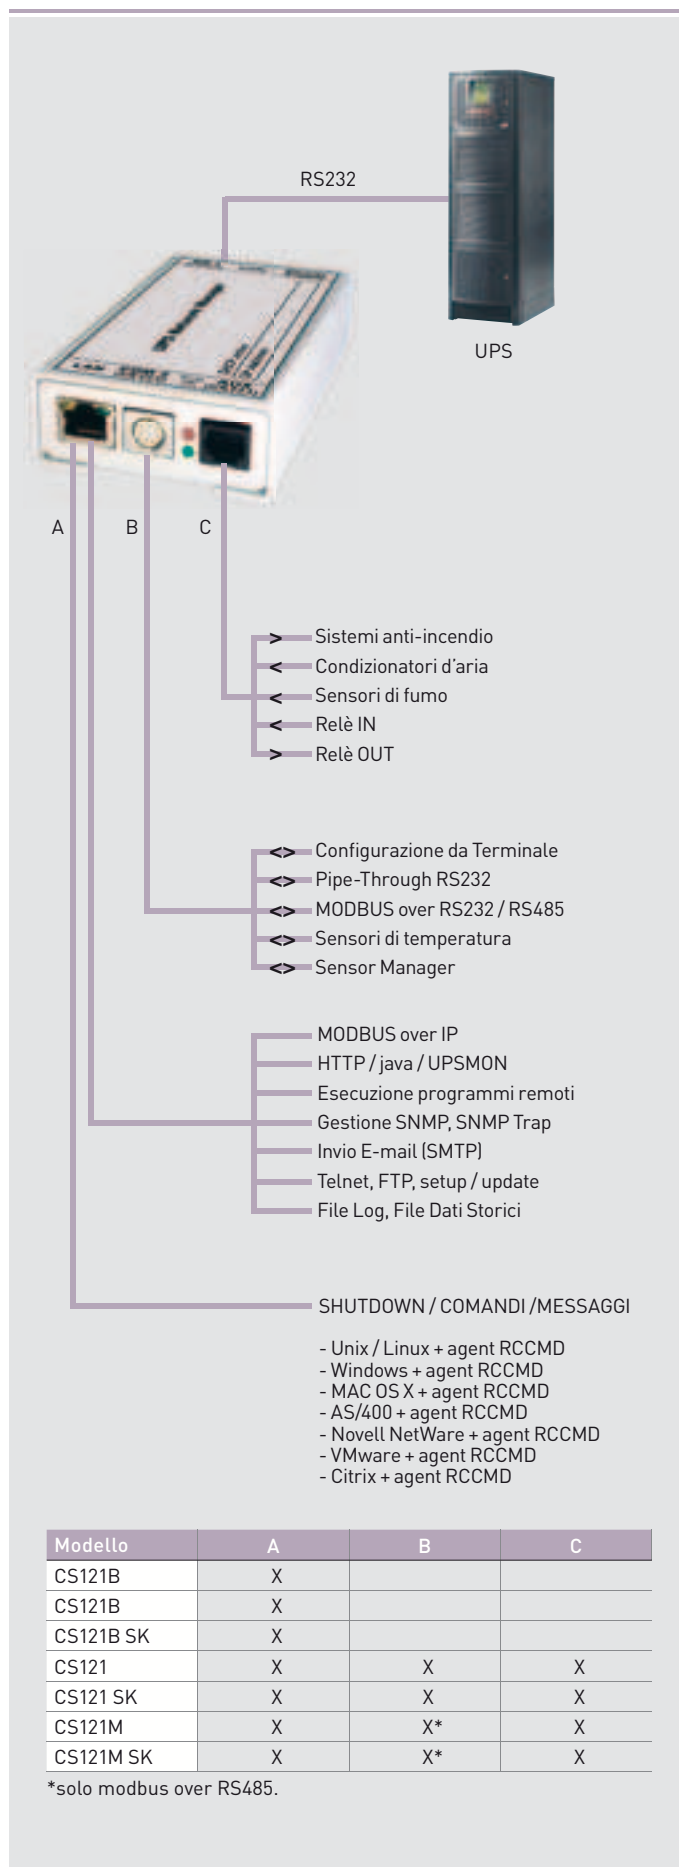 RS232
UPS
A B C
> Sistemi anti-incendio
< Condizionatori d'aria
< Sensori di fumo
< Relè IN
> Relè OUT
<> Configurazione da Terminale
<> Pipe-Through RS232
<> MODBUS over RS232 / RS485
<> Sensori di temperatura
<> Sensor Manager
MODBUS over IP
HTTP / java / UPSMON
Esecuzione programmi remoti
Gestione SNMP, SNMP Trap
Invio E-mail (SMTP)
Telnet, FTP, setup / update
File Log, File Dati Storici
SHUTDOWN / COMANDI /MESSAGGI
- Unix / Linux + agent RCCMD
- Windows + agent RCCMD
- MAC OS X + agent RCCMD
- AS/400 + agent RCCMD
- Novell NetWare + agent RCCMD
- VMware + agent RCCMD
- Citrix + agent RCCMD
Modello A B C
CS121B X
CS121B X
CS121B SK X
CS121 X X X
CS121 SK X X X
CS121M X X* X
CS121M SK X X* X
*solo modbus over RS485.